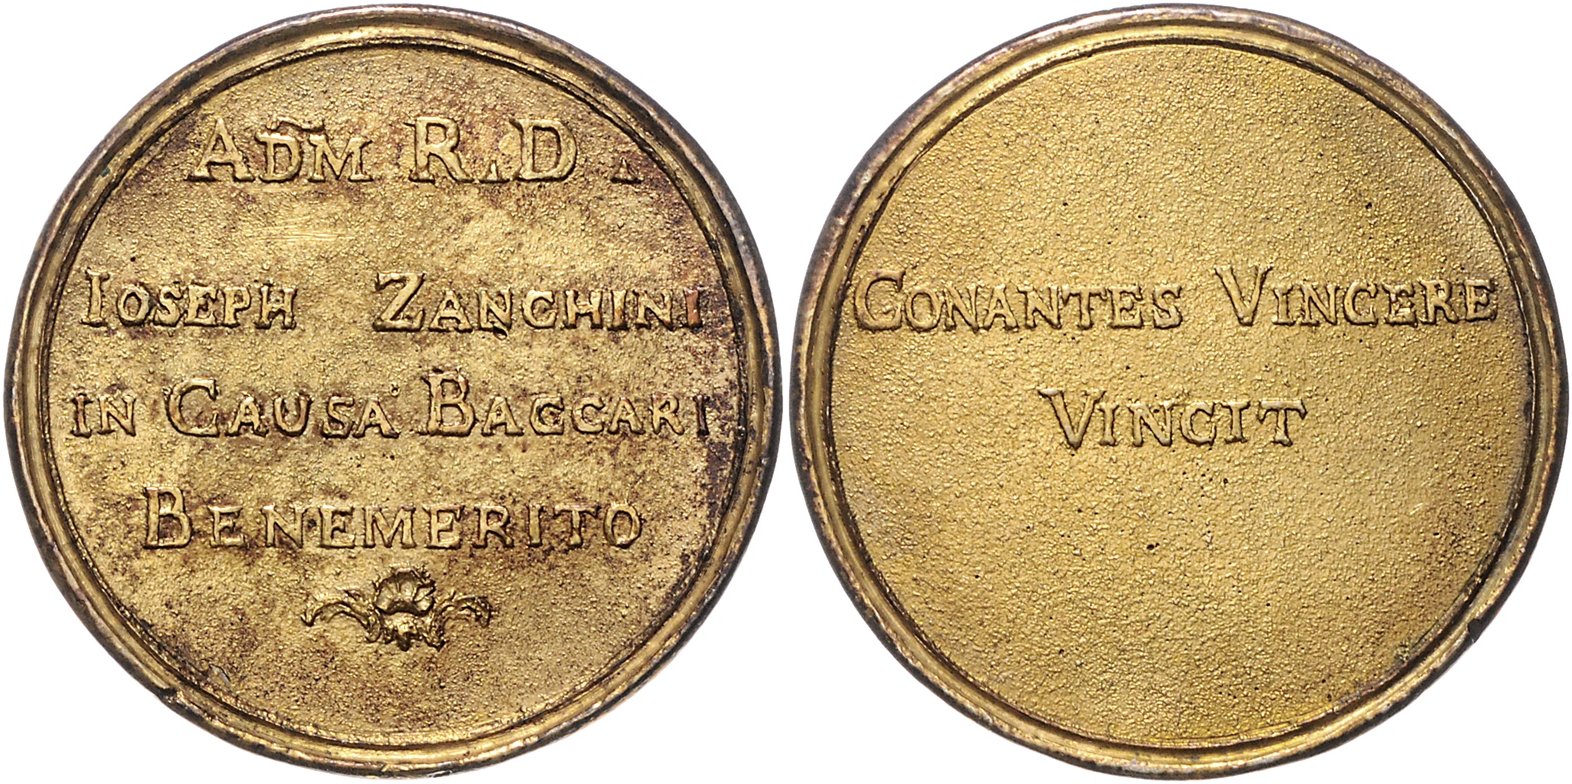 ADM̃ R. D.
IOSEPH ZANCHINI
IN CAUSA BACCARI
BENEMERITO
CONANTES VINCERE
VINCIT